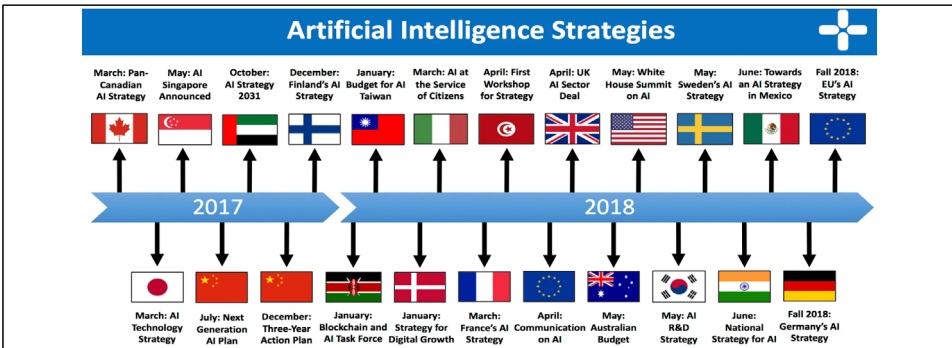 Artificial Intelligence Strategies
March: Pan-
Canadian
AI Strategy
May: AI
Singapore
Announced
October:
AI Strategy
2031
December:
Finland's AI
Strategy
January:
Budget for AI
Taiwan
March: AI at
the Service
of Citizens
April: First
Workshop
for Strategy
April: UK
AI Sector
Deal
May: White
House Summit
on AI
May:
Sweden's AI
Strategy
June: Towards
an AI Strategy
in Mexico
Fall 2018:
EU's AI
Strategy
2017
2018
March: AI
Technology
Strategy
July: Next
Generation
AI Plan
December:
Three-Year
Action Plan
January:
Blockchain and
AI Task Force
January:
Strategy for
Digital Growth
March:
France's AI
Strategy
April:
Communication
on AI
May:
Australian
Budget
May: AI
R&D
Strategy
June:
National
Strategy for AI
Fall 2018:
Germany's AI
Strategy